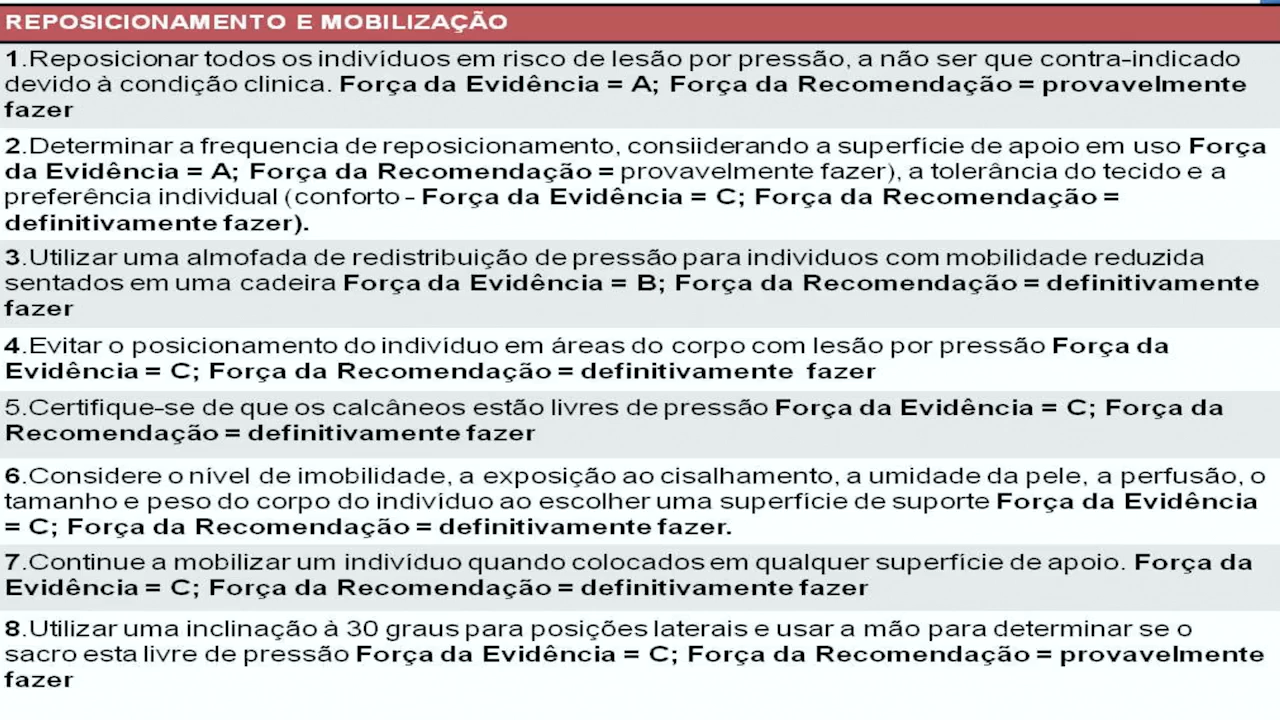 REPOSICIONAMENTO E MOBILIZAÇÃO
1.Reposicionar todos os indivíduos em risco de lesão por pressão, a não ser que contra-indicado
devido à condição clinica. Força da Evidência = A; Força da Recomendação = provavelmente
fazer
2.Determinar a frequencia de reposicionamento, consiiderando a superfície de apoio em uso Força
da Evidência = A; Força da Recomendação = provavelmente fazer), a tolerância do tecido e a
preferência individual (conforto - Força da Evidência = C; Força da Recomendação =
definitivamente fazer).
3.Utilizar uma almofada de redistribuição de pressão para individuos com mobilidade reduzida
sentados em uma cadeira Força da Evidência = B; Força da Recomendação = definitivamente
fazer
4.Evitar o posicionamento do indivíduo em áreas do corpo com lesão por pressão Força da
Evidência = C; Força da Recomendação = definitivamente fazer
5.Certifique-se de que os calcâneos estão livres de pressão Força da Evidência = C; Força da
Recomendação = definitivamente fazer
6.Considere o nível de imobilidade, a exposição ao cisalhamento, a umidade da pele, a perfusão, o
tamanho e peso do corpo do indivíduo ao escolher uma superfície de suporte Força da Evidência
= C; Força da Recomendação = definitivamente fazer.
7.Continue a mobilizar um indivíduo quando colocados em qualquer superfície de apoio. Força da
Evidência = C; Força da Recomendação = definitivamente fazer
8.Utilizar uma inclinação à 30 graus para posições laterais e usar a mão para determinar se o
sacro esta livre de pressão Força da Evidência = C; Força da Recomendação = provavelmente
fazer